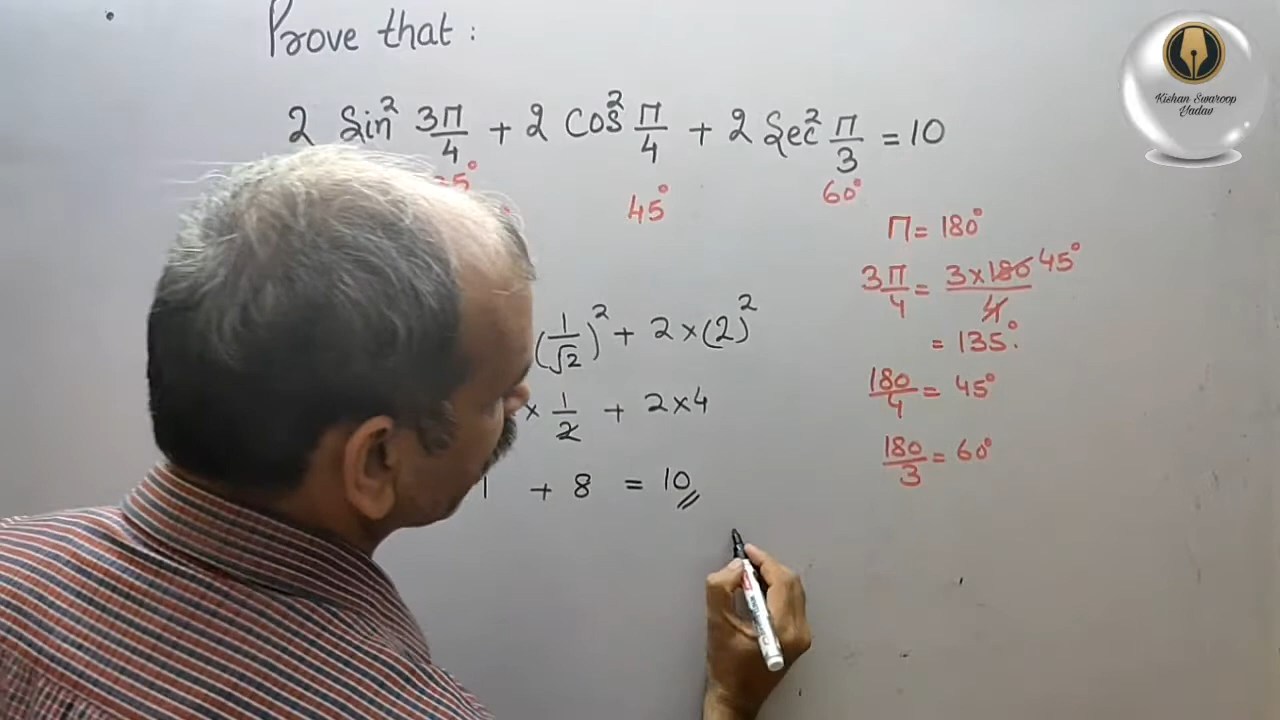 Prove that :
2 Sin² 3π/4 + 2 Cos² π/4 + 2 Sec² π/3 = 10
45° 60°
π = 180°
3π/4 = 3×180/4 45°
= 135°.
180/4 = 45°
180/3 = 60°
(1/√2)² + 2×(2)²
× 1/2 + 2×4
1 + 8 = 10
Kishan Swaroop
Yadav